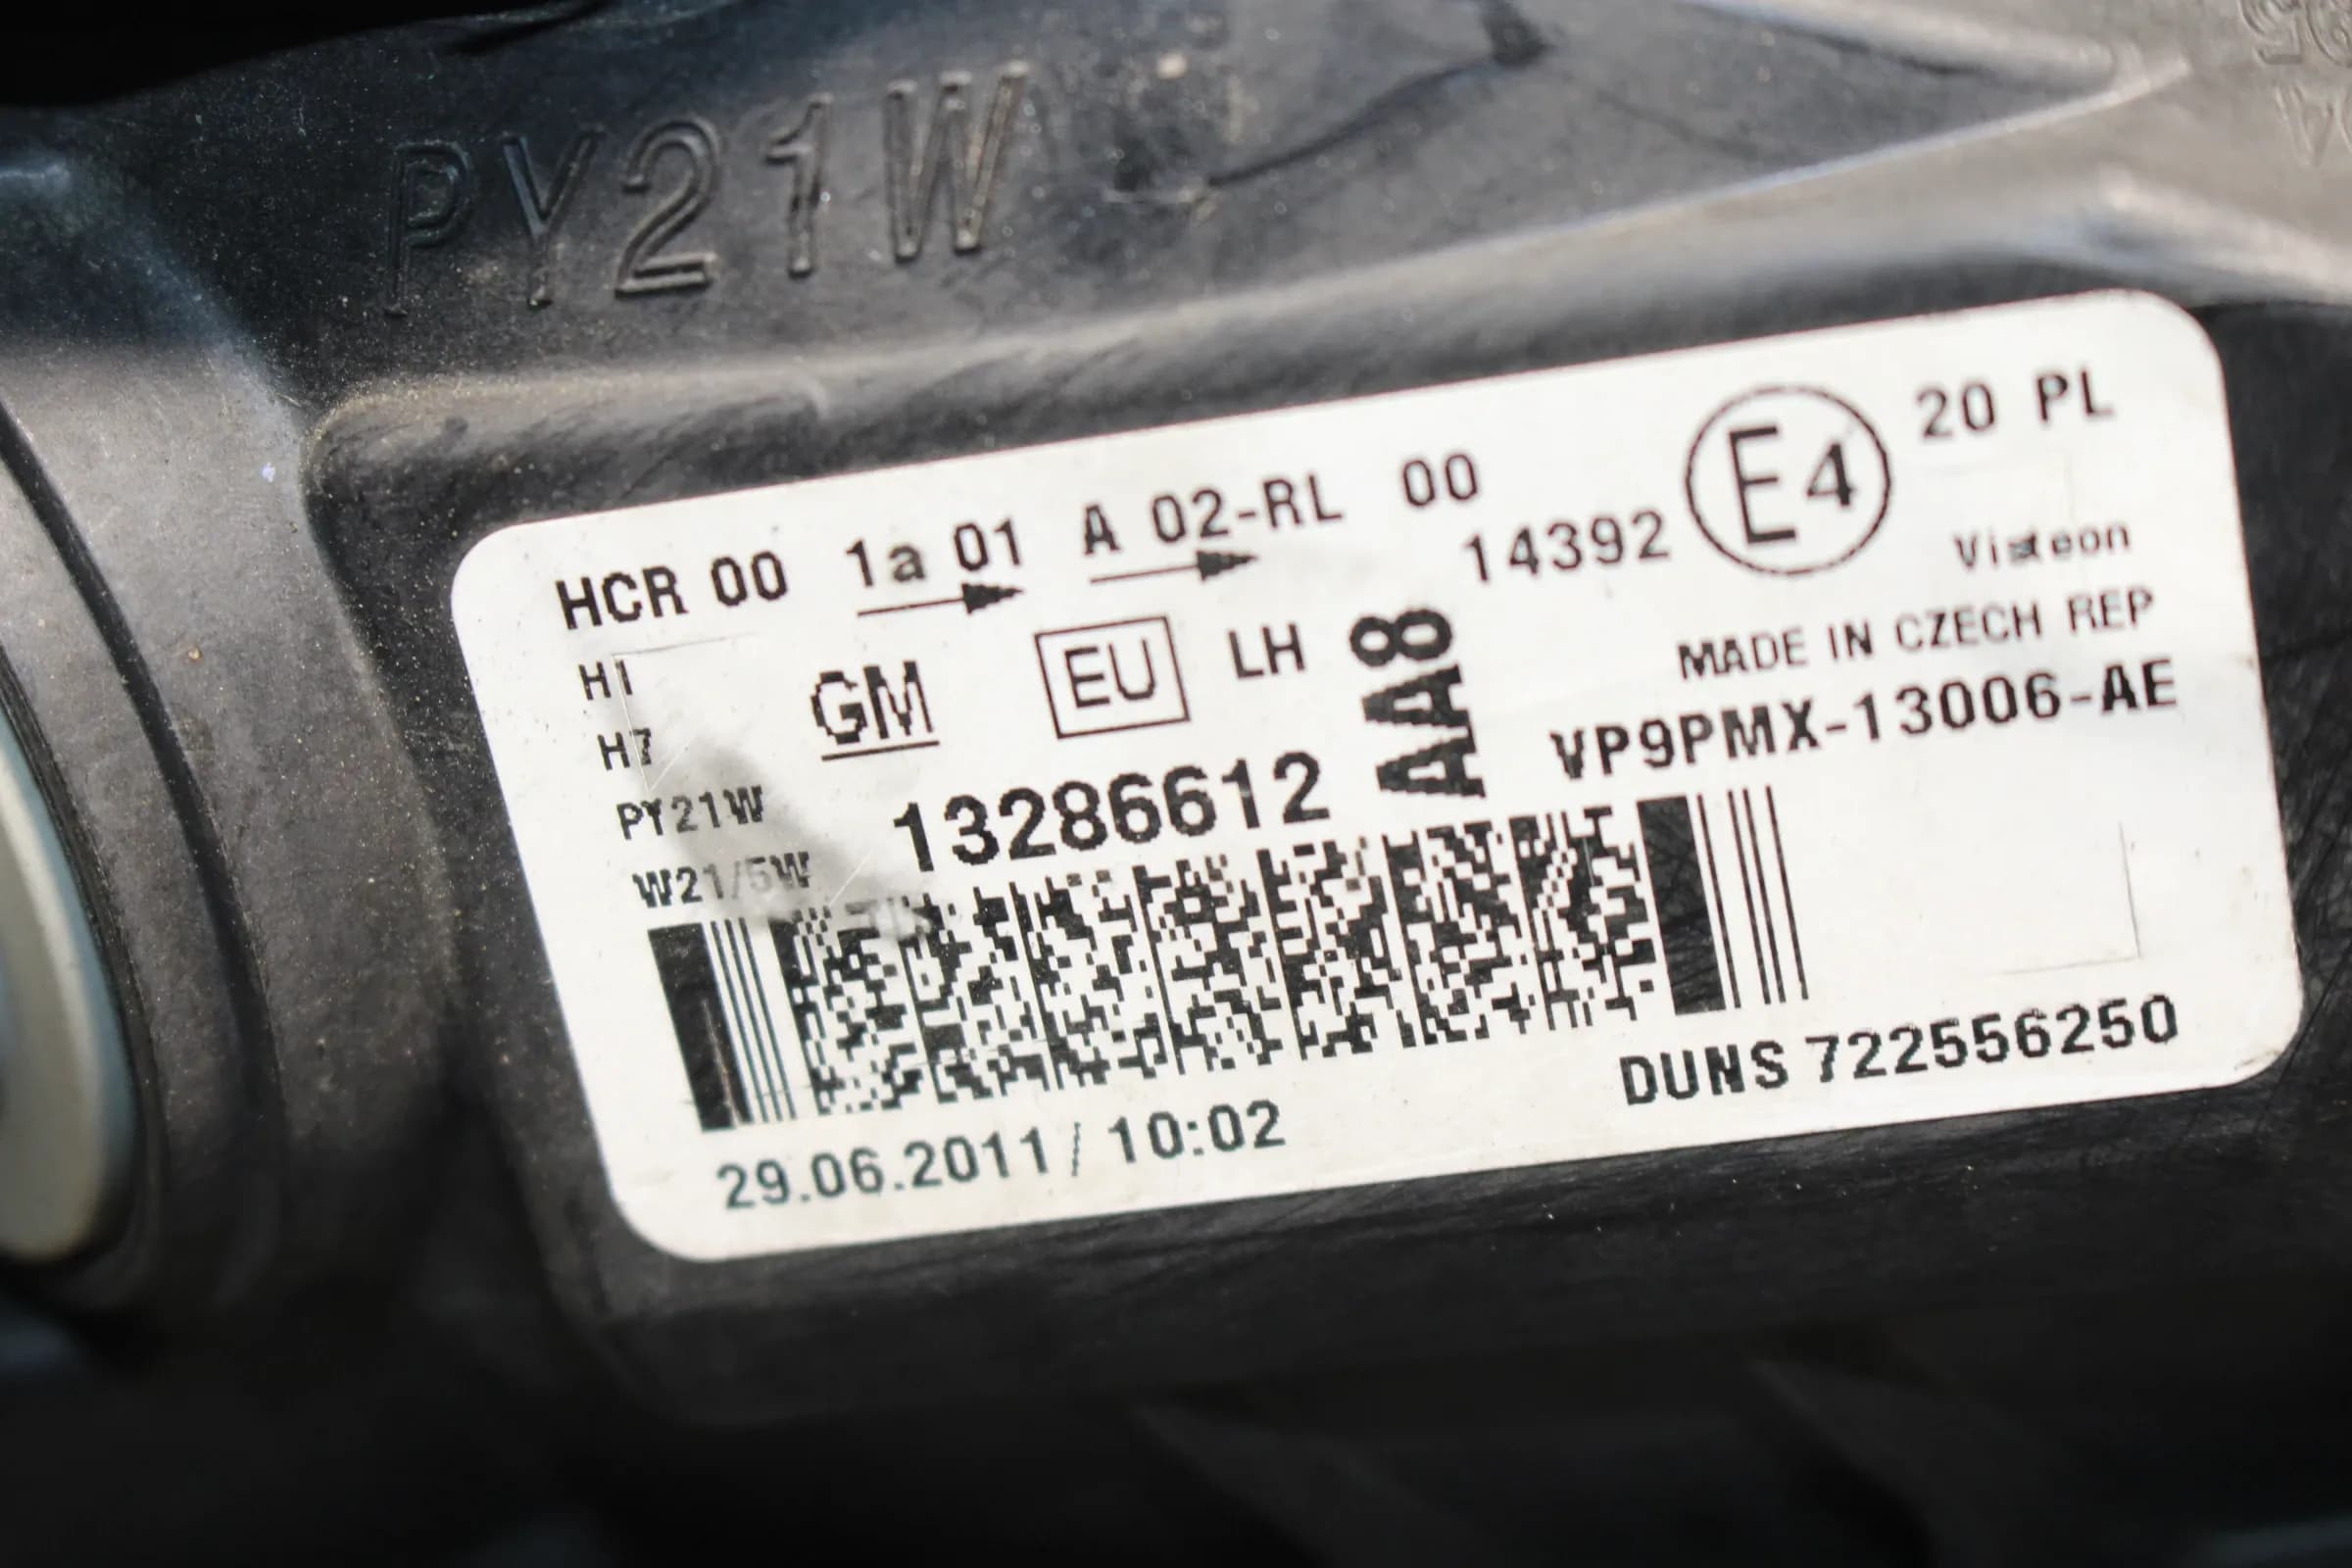 PY21W
HCR 00 1a 01 A 02-RL 00 14392 E4 20 PL
Visteon
H1 GM EU LH AA8 MADE IN CZECH REP
H7 VP9PMX-13006-AE
PY21W 13286612
W21/5W
DUNS 722556250
29.06.2011/ 10:02